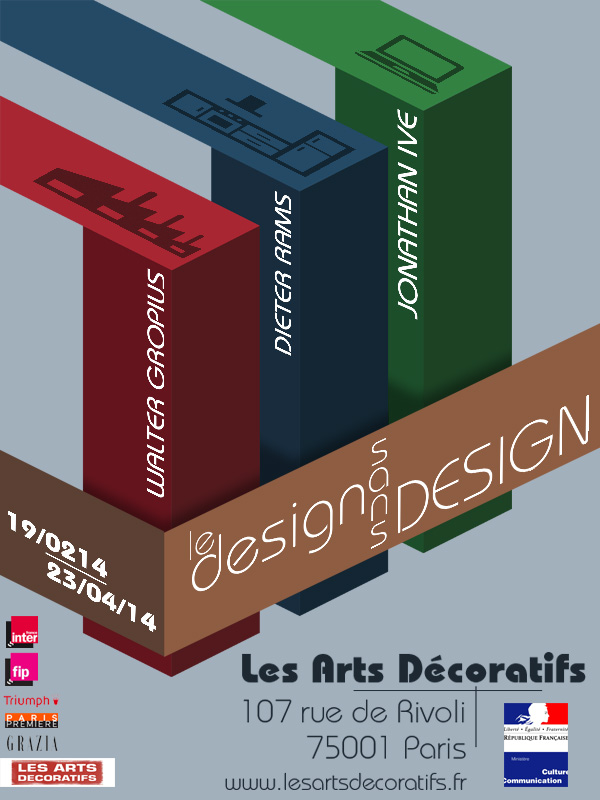 JONATHAN IVE
DIETER RAMS
WALTER GROPIUS
le design sans DESIGN
19/0214
23/04/14
Les Arts Décoratifs
107 rue de Rivoli
75001 Paris
www.lesartsdecoratifs.fr
inter
fip
Triumph
PARIS
PREMIERE
GRAZIA
LES ARTS
DECORATIFS
Liberté • Égalité • Fraternité
RÉPUBLIQUE FRANÇAISE
Ministère
Culture
Communication